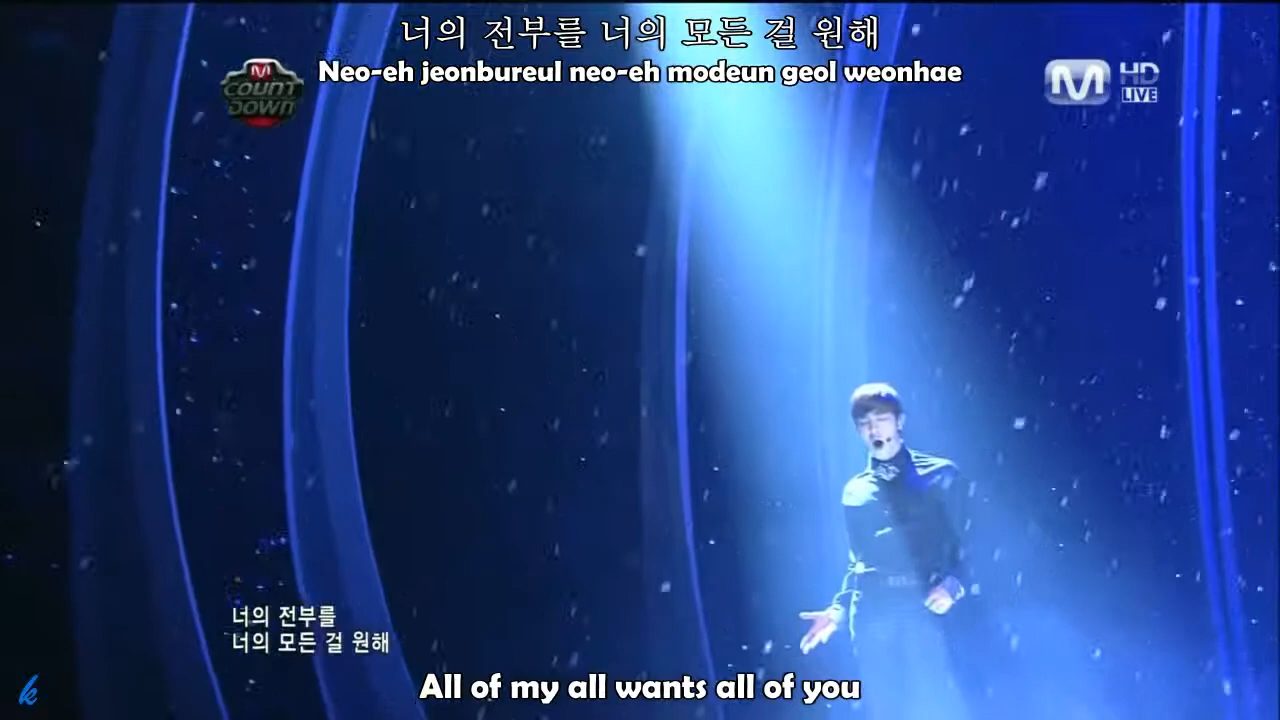 너의 전부를 너의 모든 걸 원해
Neo-eh jeonbureul neo-eh modeun geol weonhae
M
COUNT
DOWN
M HD
LIVE
너의 전부를
너의 모든 걸 원해
All of my all wants all of you
k